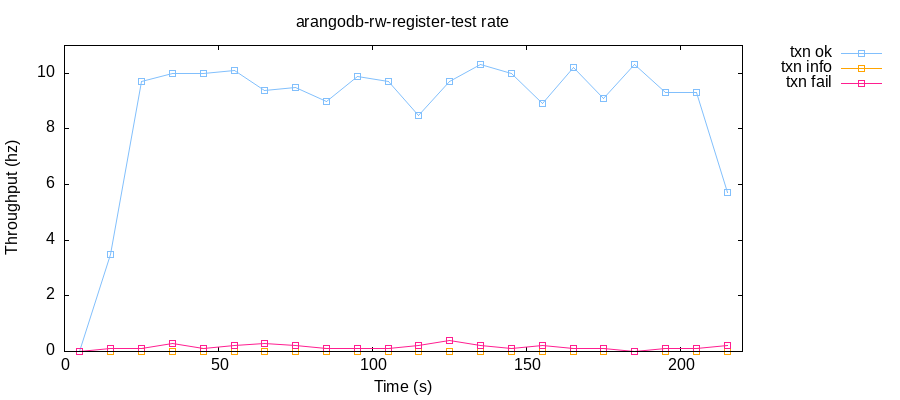 arangodb-rw-register-test rate
txn ok
txn info
txn fail
Throughput (hz)
10
8
6
4
2
0
0 50 100 150 200
Time (s)